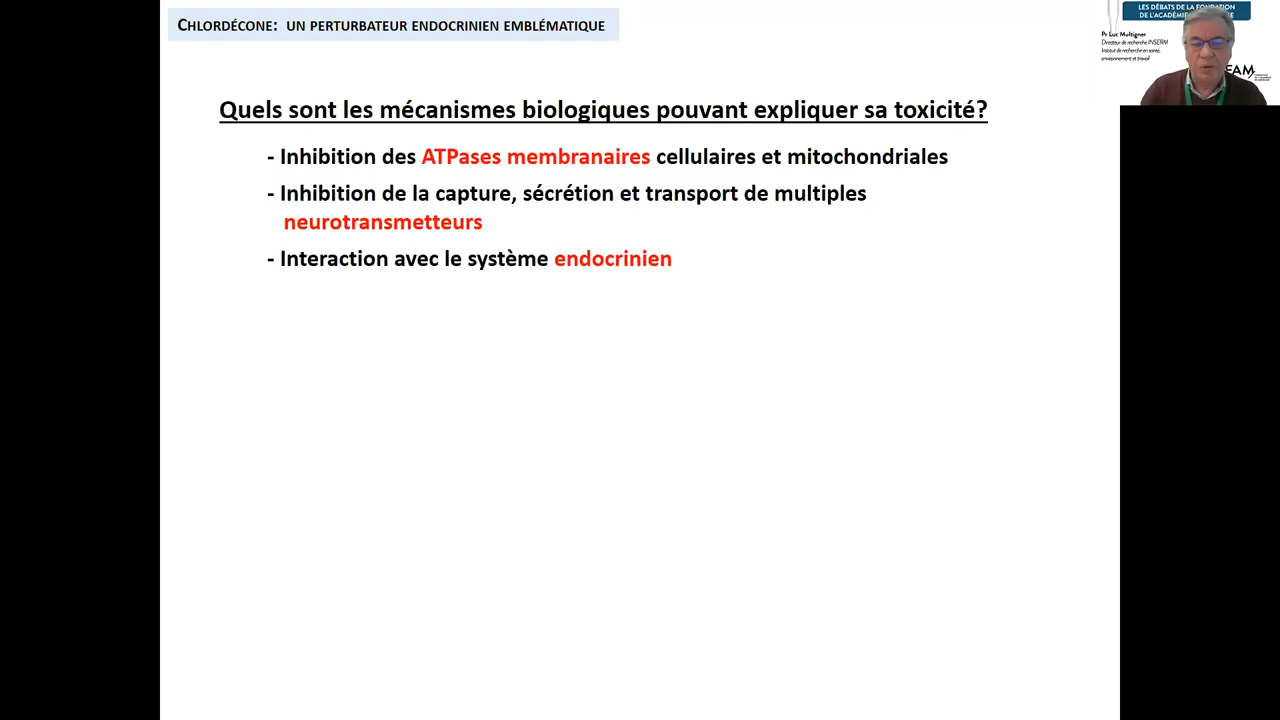 CHLORDÉCONE: UN PERTURBATEUR ENDOCRINIEN EMBLÉMATIQUE
LES DÉBATS DE LA FONDATION
DE L'ACADÉMIE
Pr Luc Multigner
Directeur de recherche INSERM
Institut de recherche en santé,
environnement et travail
Quels sont les mécanismes biologiques pouvant expliquer sa toxicité?
- Inhibition des ATPases membranaires cellulaires et mitochondriales
- Inhibition de la capture, sécrétion et transport de multiples
neurotransmetteurs
- Interaction avec le système endocrinien